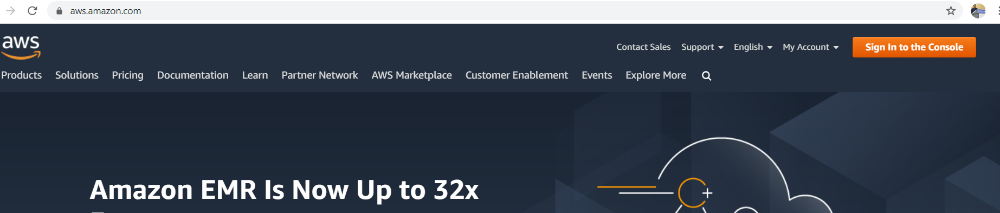 aws.amazon.com
aws
Contact Sales Support English My Account Sign In to the Console
Products Solutions Pricing Documentation Learn Partner Network AWS Marketplace Customer Enablement Events Explore More
Amazon EMR Is Now Up to 32x